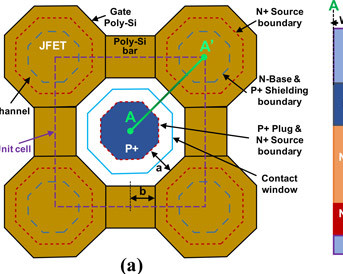 Gate
Poly-Si
N+ Source
boundary
JFET
Poly-Si
bar
A'
A
W
N-Base &
P+ Shielding
boundary
hannel
A
P+
P+ Plug &
N+ Source
boundary
nit cell
a
Contact
window
b
N
N
(a)